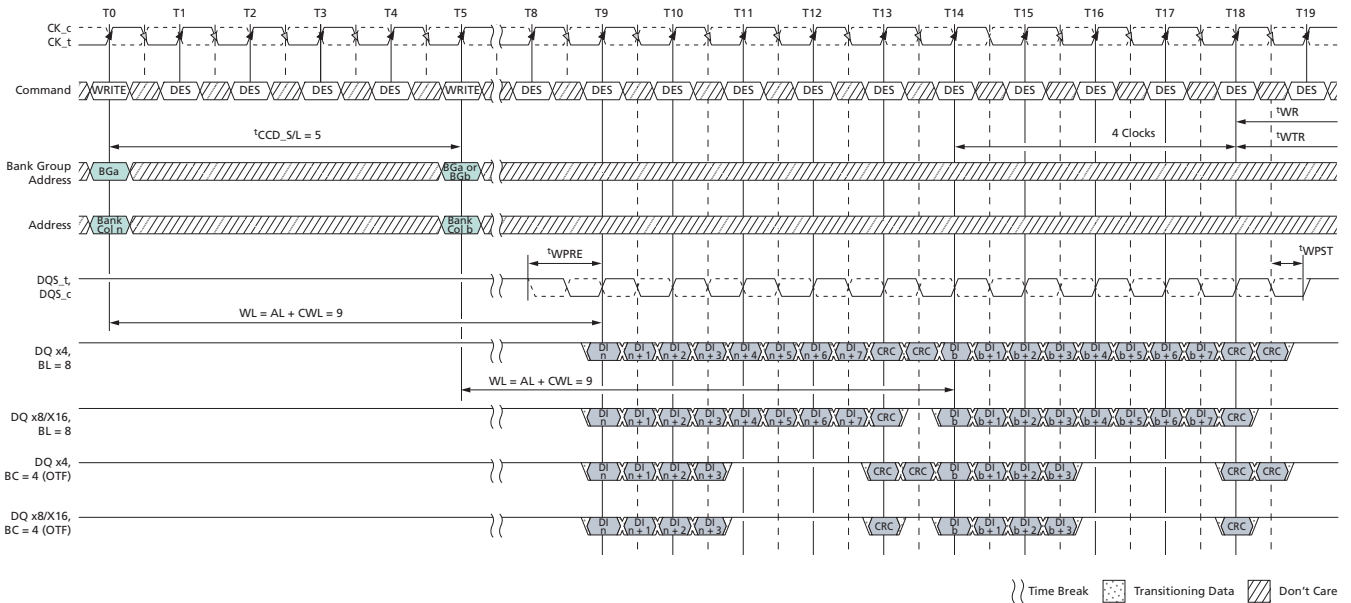 T0 T1 T2 T3 T4 T5 T8 T9 T10 T11 T12 T13 T14 T15 T16 T17 T18 T19
CK_c
CK_t
Command WRITE DES DES DES DES WRITE DES DES DES DES DES DES DES DES DES DES DES DES
tWR
tCCD_S/L = 5 4 Clocks tWTR
Bank Group
Address
BGa BGa or
BGb
Address Bank
Col n
Bank
Col b
tWPRE tWPST
DQS_t,
DQS_c
WL = AL + CWL = 9
DQ x4,
BL = 8
DI n DI n + 1 DI n + 2 DI n + 3 DI n + 4 DI n + 5 DI n + 6 DI n + 7 CRC CRC DI b DI b + 1 DI b + 2 DI b + 3 DI b + 4 DI b + 5 DI b + 6 DI b + 7 CRC CRC
WL = AL + CWL = 9
DQ x8/X16,
BL = 8
DI n DI n + 1 DI n + 2 DI n + 3 DI n + 4 DI n + 5 DI n + 6 DI n + 7 CRC DI b DI b + 1 DI b + 2 DI b + 3 DI b + 4 DI b + 5 DI b + 6 DI b + 7 CRC
DQ x4,
BC = 4 (OTF)
DI n DI n + 1 DI n + 2 DI n + 3 CRC CRC DI b DI b + 1 DI b + 2 DI b + 3 CRC CRC
DQ x8/X16,
BC = 4 (OTF)
DI n DI n + 1 DI n + 2 DI n + 3 CRC DI b DI b + 1 DI b + 2 DI b + 3 CRC
Time Break Transitioning Data Don't Care